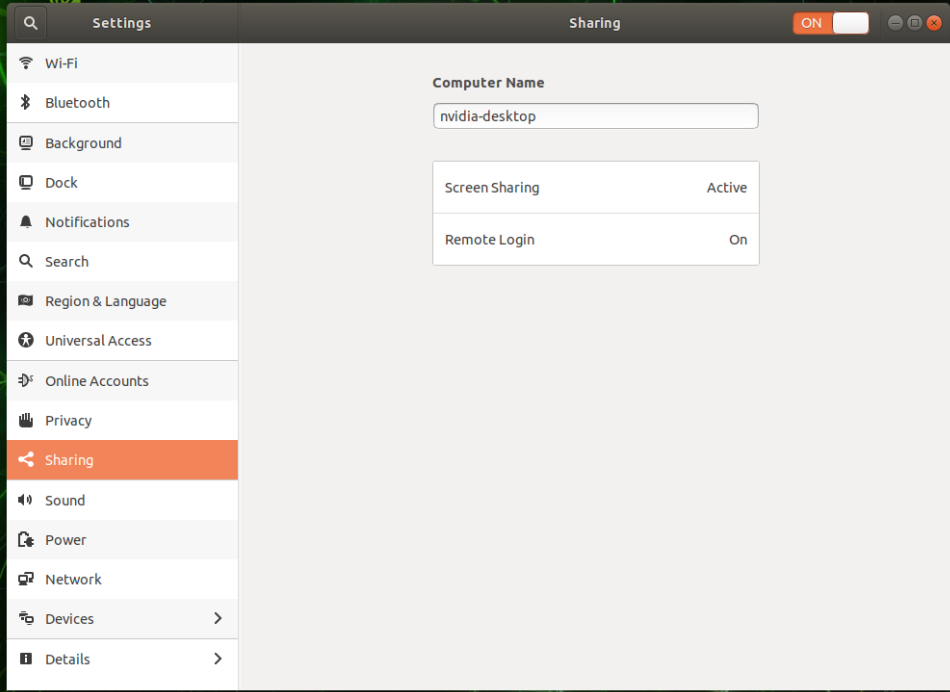 Settings
Sharing
ON
Wi-Fi
Bluetooth
Background
Dock
Notifications
Search
Region & Language
Universal Access
Online Accounts
Privacy
Sharing
Sound
Power
Network
Devices
Details
Computer Name
nvidia-desktop
Screen Sharing Active
Remote Login On